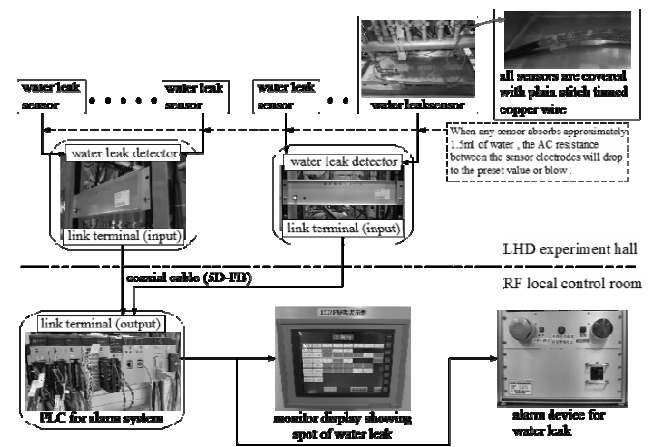 all sensors are covered
with plain stitch tinned
copper wire
water leak
sensor
water leak
sensor
water leak
sensor
water leaksensor
When any sensor absorbs approximately
1.5ml of water , the AC resistance
between the sensor electrodes will drop
to the preset value or blow .
water leak detector
water leak detector
link terminal (input)
link terminal (input)
LHD experiment hall
coaxial cable (5D-FB)
RF local control room
link terminal (output)
PLC for alarm system
monitor display showing
spot of water leak
alarm device for
water leak